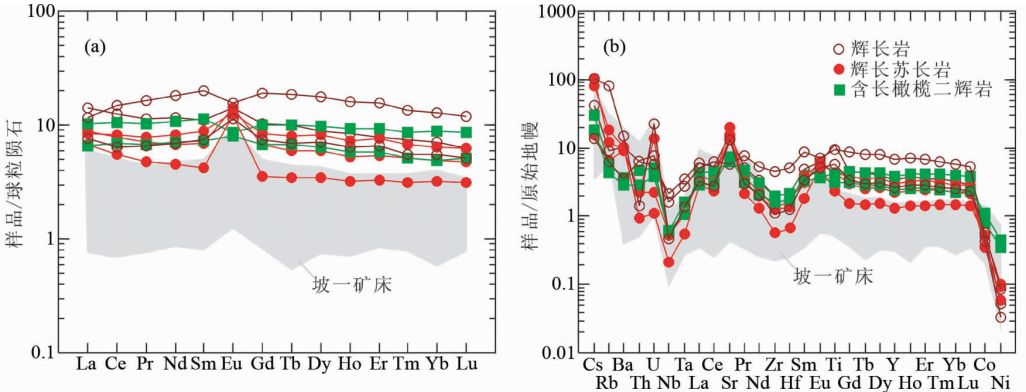 (a)
100
10
1
0.1
样品/球粒陨石
坡一矿床
La Ce Pr Nd Sm Eu Gd Tb Dy Ho Er Tm Yb Lu
(b)
1000
100
10
1
0.1
0.01
样品/原始地幔
辉长岩
辉长苏长岩
含长橄榄二辉岩
坡一矿床
Cs Ba U Ta Ce Pr Zr Sm Ti Tb Y Er Yb Co
Rb Th Nb La Sr Nd Hf Eu Gd Dy Ho Tm Lu Ni